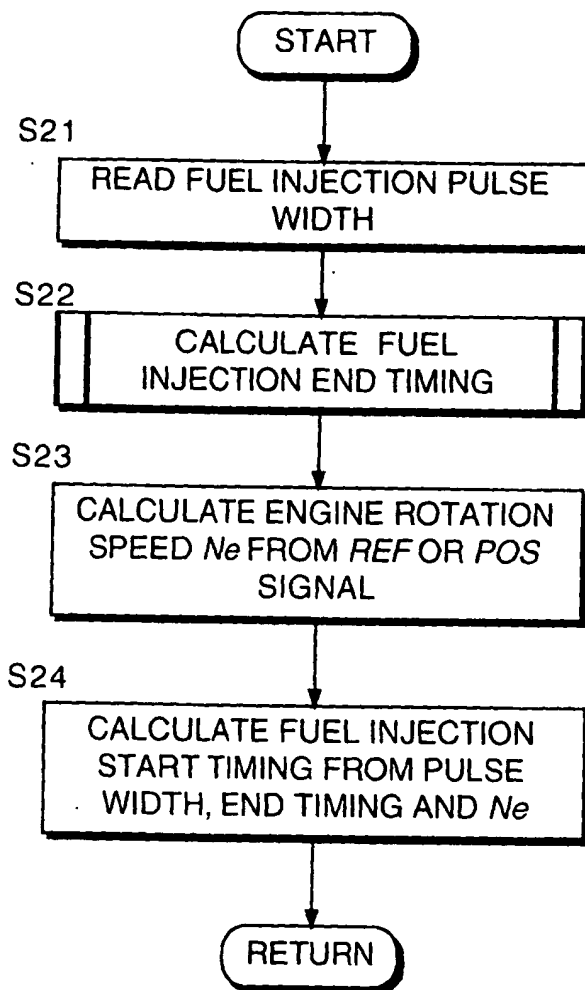 START
S21
READ FUEL INJECTION PULSE
WIDTH
S22
CALCULATE FUEL
INJECTION END TIMING
S23
CALCULATE ENGINE ROTATION
SPEED Ne FROM REF OR POS
SIGNAL
S24
CALCULATE FUEL INJECTION
START TIMING FROM PULSE
WIDTH, END TIMING AND Ne
RETURN